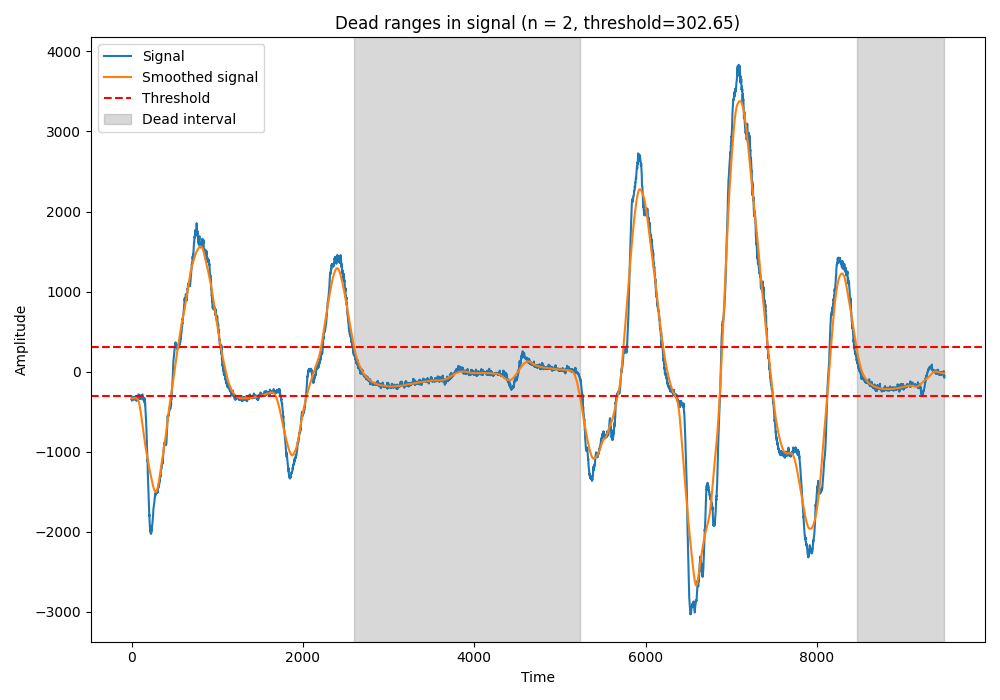 Dead ranges in signal (n = 2, threshold=302.65)
Signal
Smoothed signal
Threshold
Dead interval
4000
3000
2000
1000
0
−1000
−2000
−3000
Amplitude
0 2000 4000 6000 8000
Time